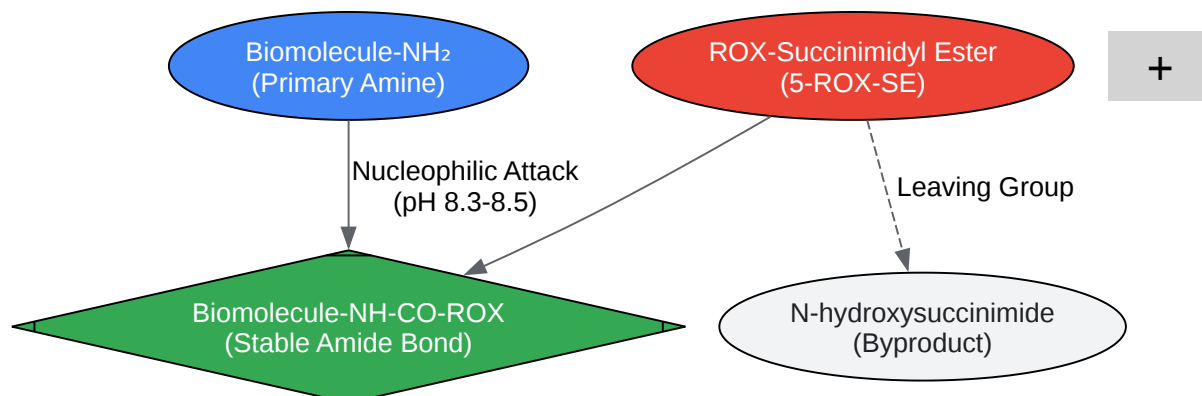 Biomolecule-NH₂
(Primary Amine)
ROX-Succinimidyl Ester
(5-ROX-SE)
+
Nucleophilic Attack
(pH 8.3-8.5)
Leaving Group
Biomolecule-NH-CO-ROX
(Stable Amide Bond)
N-hydroxysuccinimide
(Byproduct)